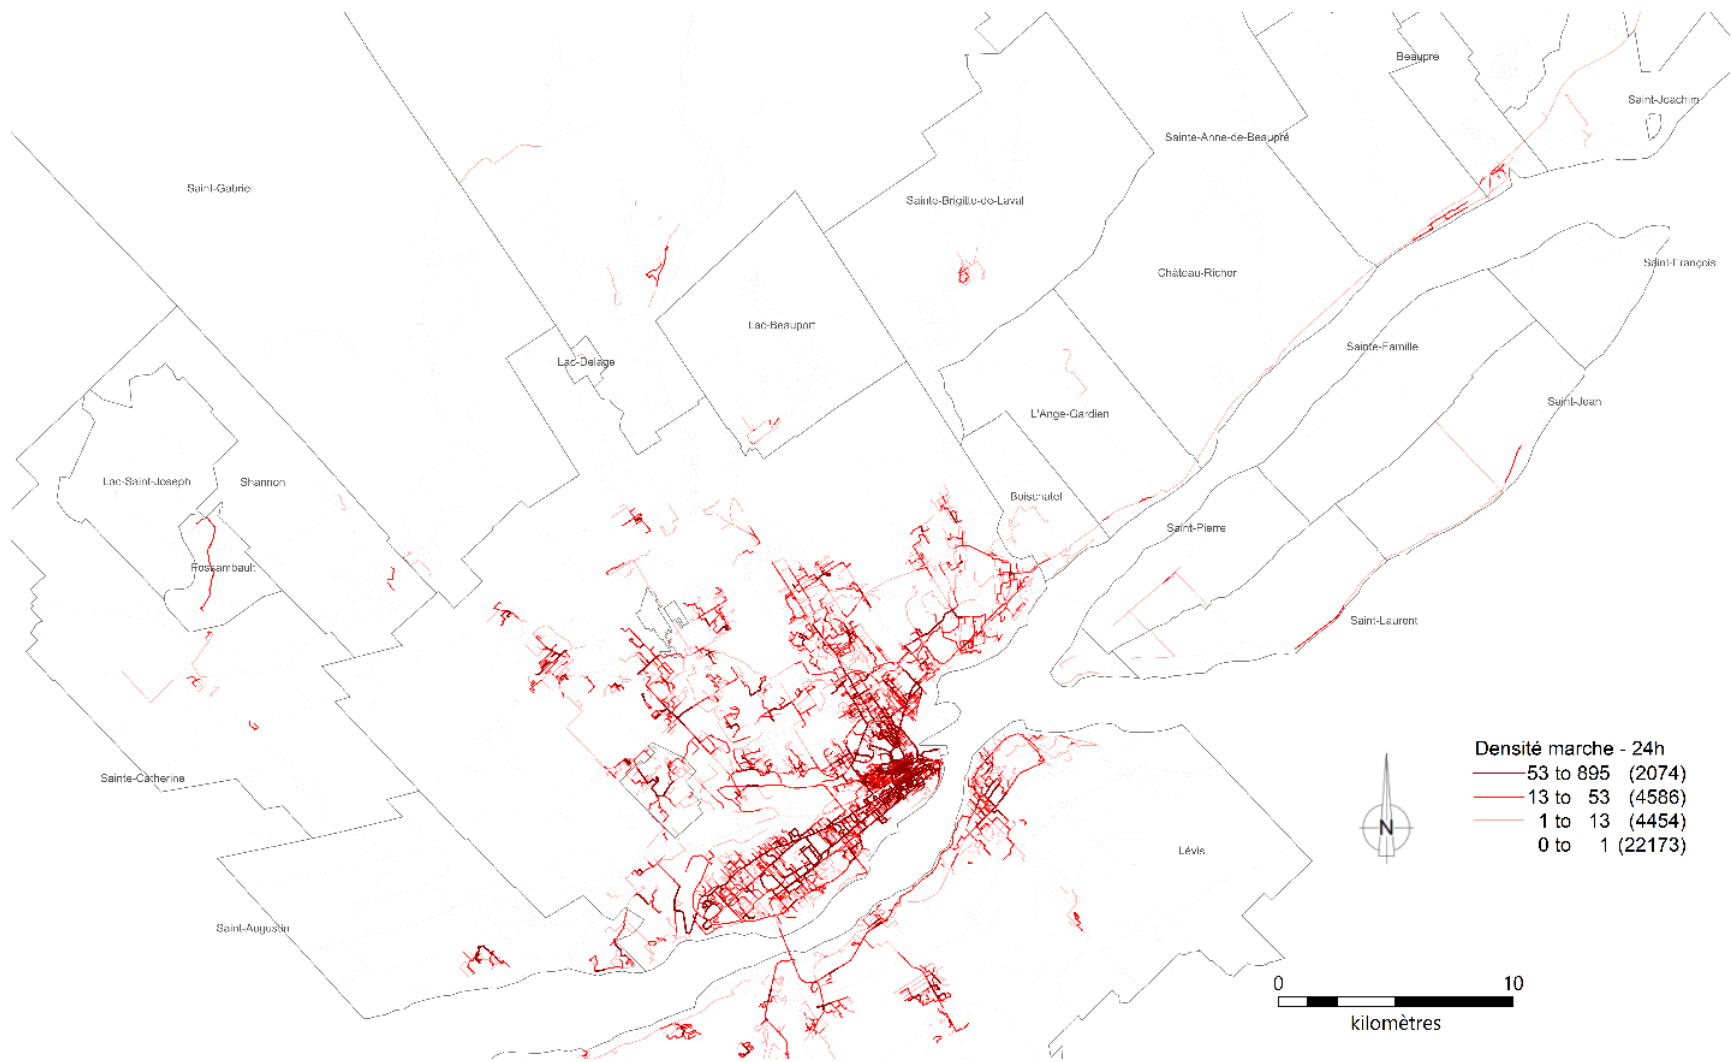 Beaupré
Saint-Joachim
Sainte-Anne-de-Beaupré
Saint-Gabriel
Sainte-Brigitte-de-Laval
Saint-François
Château-Richer
Lac-Beauport
Sainte-Famille
Lac-Delage
Saint-Jean
L'Ange-Gardien
Lac-Saint-Joseph
Shannon
Boischatel
Saint-Pierre
Fossambault
Saint-Laurent
Densité marche - 24h
53 to 895 (2074)
13 to 53 (4586)
1 to 13 (4454)
0 to 1 (22173)
Sainte-Catherine
N
Lévis
Saint-Augustin
0 10
kilomètres